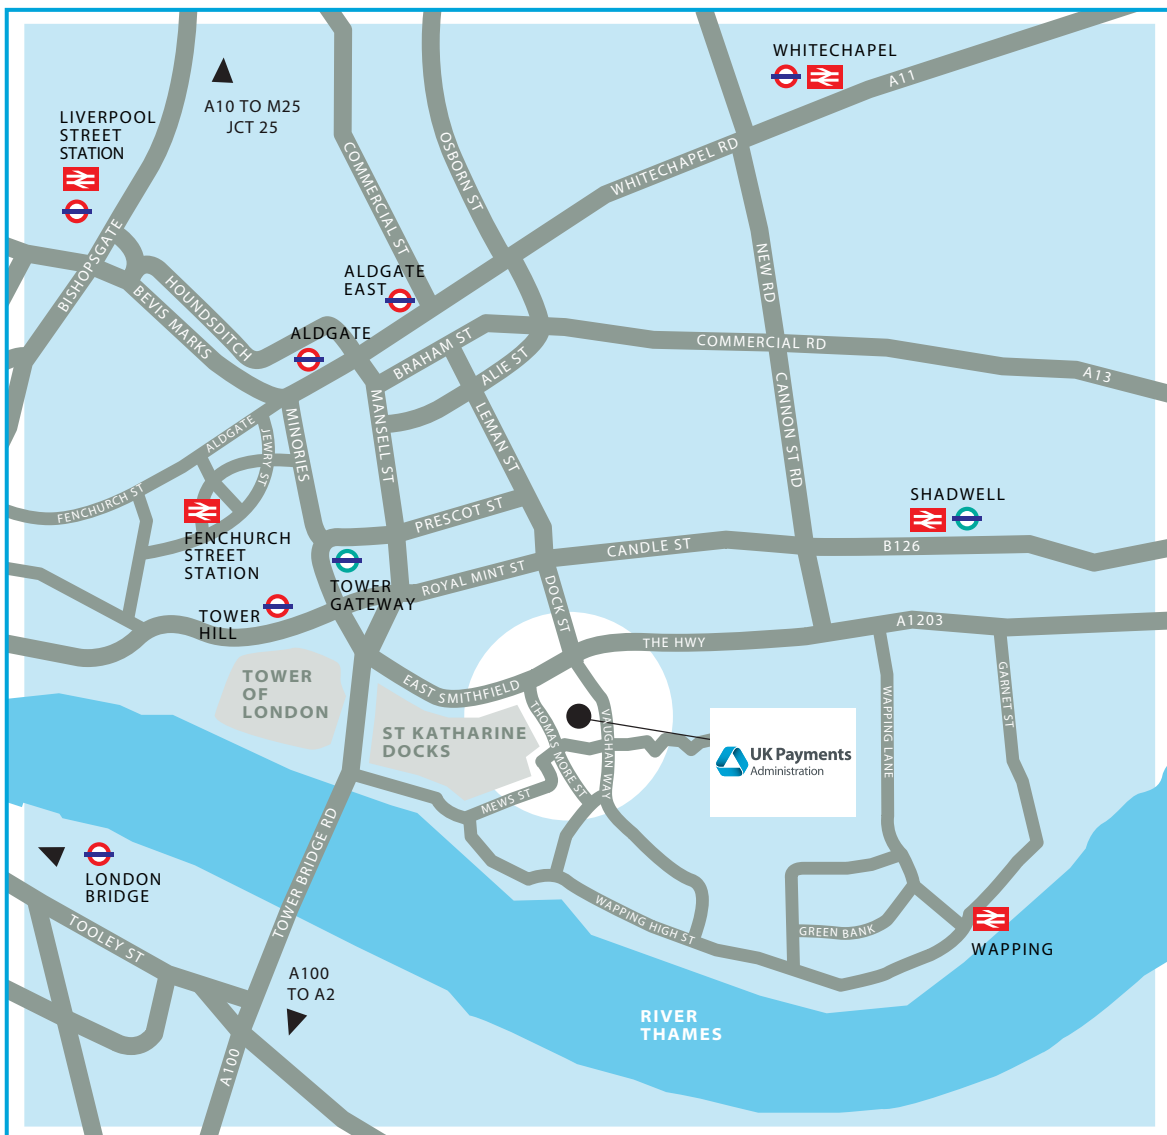 WHITECHAPEL
A11
A10 TO M25
JCT 25
LIVERPOOL
STREET
STATION
COMMERCIAL ST
OSBORN ST
WHITECHAPEL RD
BISHOPSGATE
HOUNDSDITCH
BEVIS MARKS
ALDGATE
EAST
ALDGATE
NEW RD
BRAHAM ST
ALIE ST
COMMERCIAL RD
A13
MINORIES
MANSELL ST
LEMAN ST
CANNON ST RD
ALDGATE
JEWRY ST
FENCHURCH ST
PRESCOT ST
SHADWELL
FENCHURCH
STREET
STATION
CANDLE ST
B126
TOWER
GATEWAY
ROYAL MINT ST
DOCK ST
TOWER
HILL
THE HWY
A1203
TOWER
OF
LONDON
EAST SMITHFIELD
ST KATHARINE
DOCKS
THOMAS MORE ST
VAUGHAN WAY
WAPPING LANE
GARNET ST
UK Payments
Administration
MEWS ST
TOWER BRIDGE RD
LONDON
BRIDGE
TOOLEY ST
WAPPING HIGH ST
GREEN BANK
WAPPING
A100
TO A2
RIVER
THAMES
A100